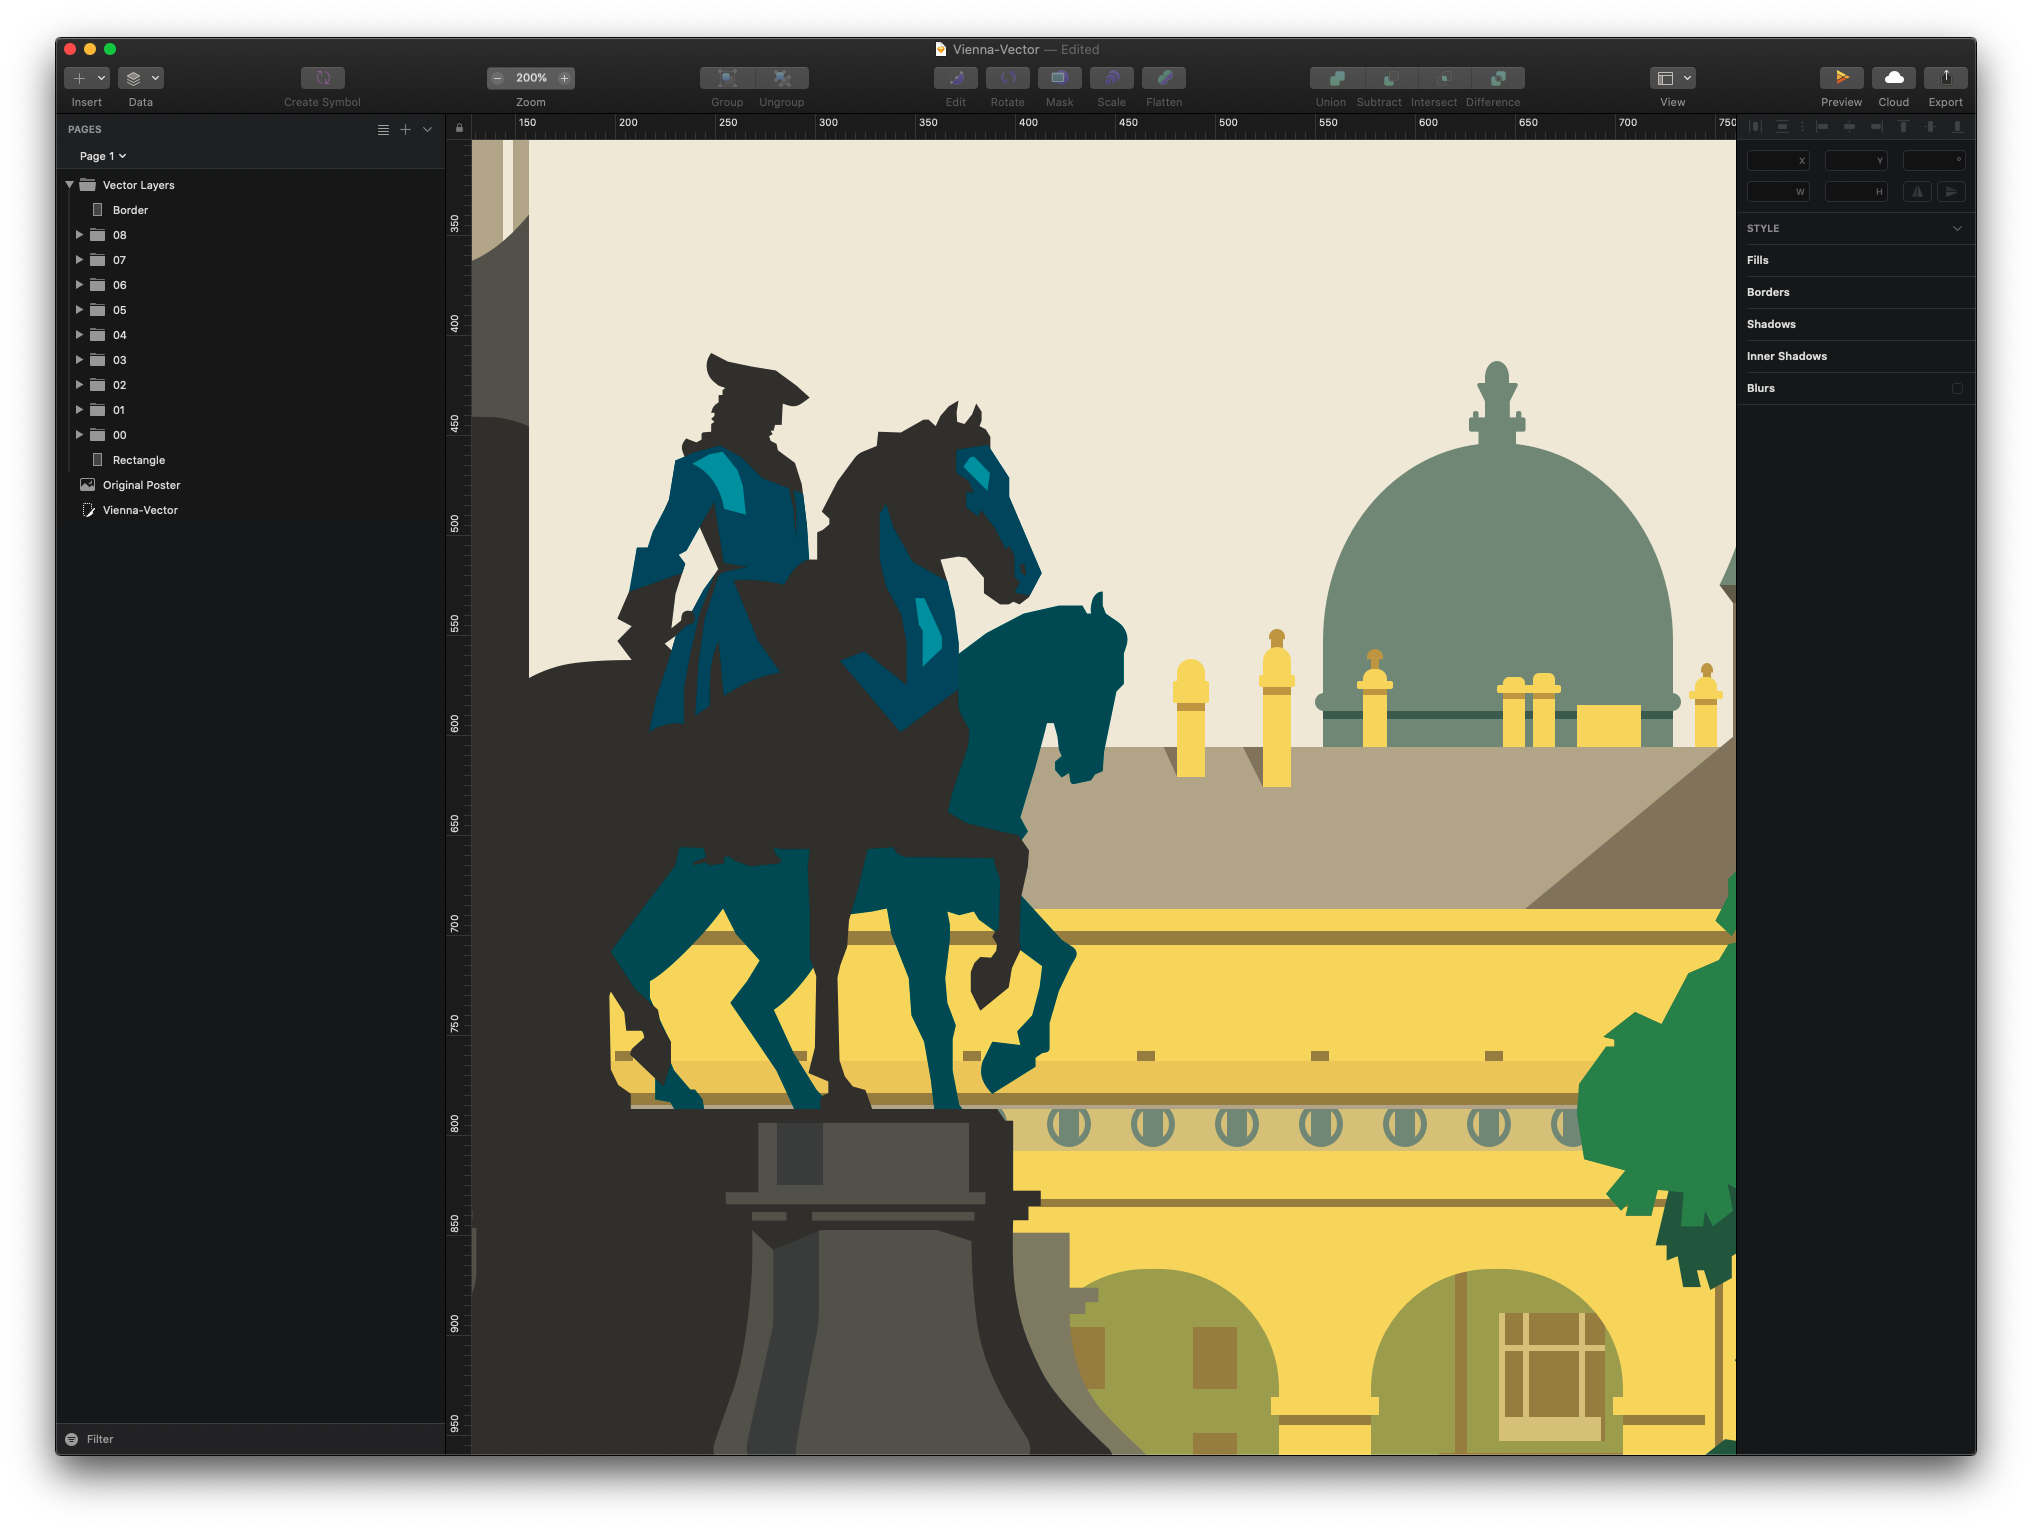 Vienna-Vector — Edited
200%
Insert Data Create Symbol Zoom Group Ungroup Edit Rotate Mask Scale Flatten Union Subtract Intersect Difference View Preview Cloud Export
PAGES
Page 1
Vector Layers
Border
08
07
06
05
04
03
02
01
00
Rectangle
Original Poster
Vienna-Vector
Filter
150 200 250 300 350 400 450 500 550 600 650 700 750
350
400
450
500
550
600
650
700
750
800
850
900
950
X Y °
W H
STYLE
Fills
Borders
Shadows
Inner Shadows
Blurs